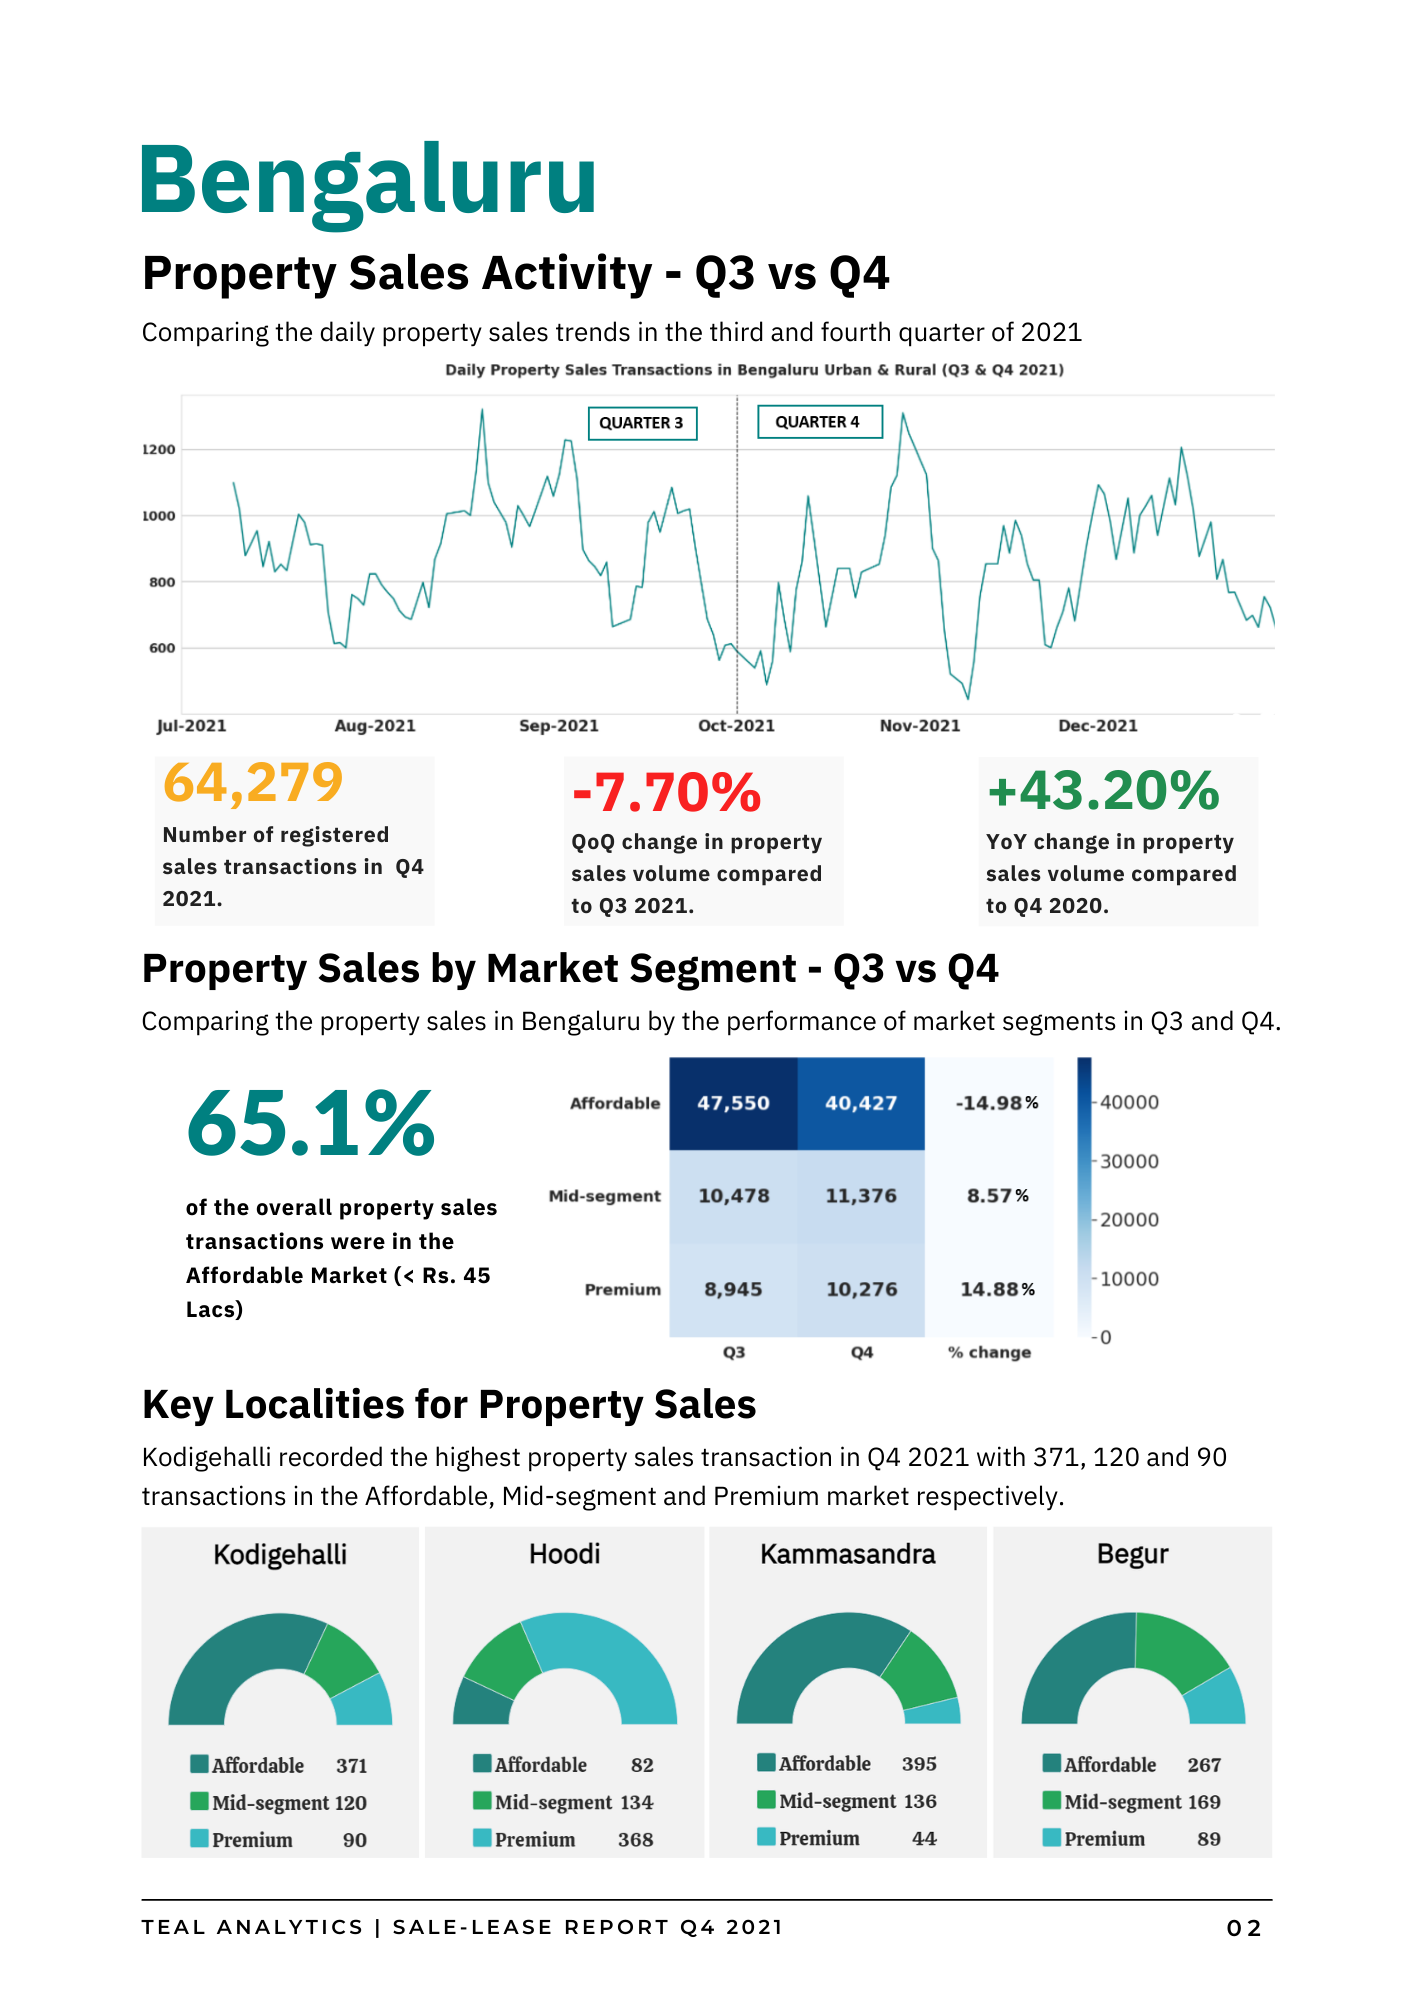 Bengaluru
Property Sales Activity - Q3 vs Q4
Comparing the daily property sales trends in the third and fourth quarter of 2021
Daily Property Sales Transactions in Bengaluru Urban & Rural (Q3 & Q4 2021)
QUARTER 3
QUARTER 4
1200
1000
800
600
Jul-2021 Aug-2021 Sep-2021 Oct-2021 Nov-2021 Dec-2021
64,279
Number of registered
sales transactions in Q4
2021.
-7.70%
QoQ change in property
sales volume compared
to Q3 2021.
+43.20%
YoY change in property
sales volume compared
to Q4 2020.
Property Sales by Market Segment - Q3 vs Q4
Comparing the property sales in Bengaluru by the performance of market segments in Q3 and Q4.
65.1%
of the overall property sales
transactions were in the
Affordable Market (< Rs. 45
Lacs)
Affordable 47,550 40,427 -14.98%
Mid-segment 10,478 11,376 8.57%
Premium 8,945 10,276 14.88%
Q3 Q4 % change
40000
30000
20000
10000
0
Key Localities for Property Sales
Kodigehalli recorded the highest property sales transaction in Q4 2021 with 371, 120 and 90
transactions in the Affordable, Mid-segment and Premium market respectively.
Kodigehalli
Affordable 371
Mid-segment 120
Premium 90
Hoodi
Affordable 82
Mid-segment 134
Premium 368
Kammasandra
Affordable 395
Mid-segment 136
Premium 44
Begur
Affordable 267
Mid-segment 169
Premium 89
TEAL ANALYTICS | SALE-LEASE REPORT Q4 2021
02